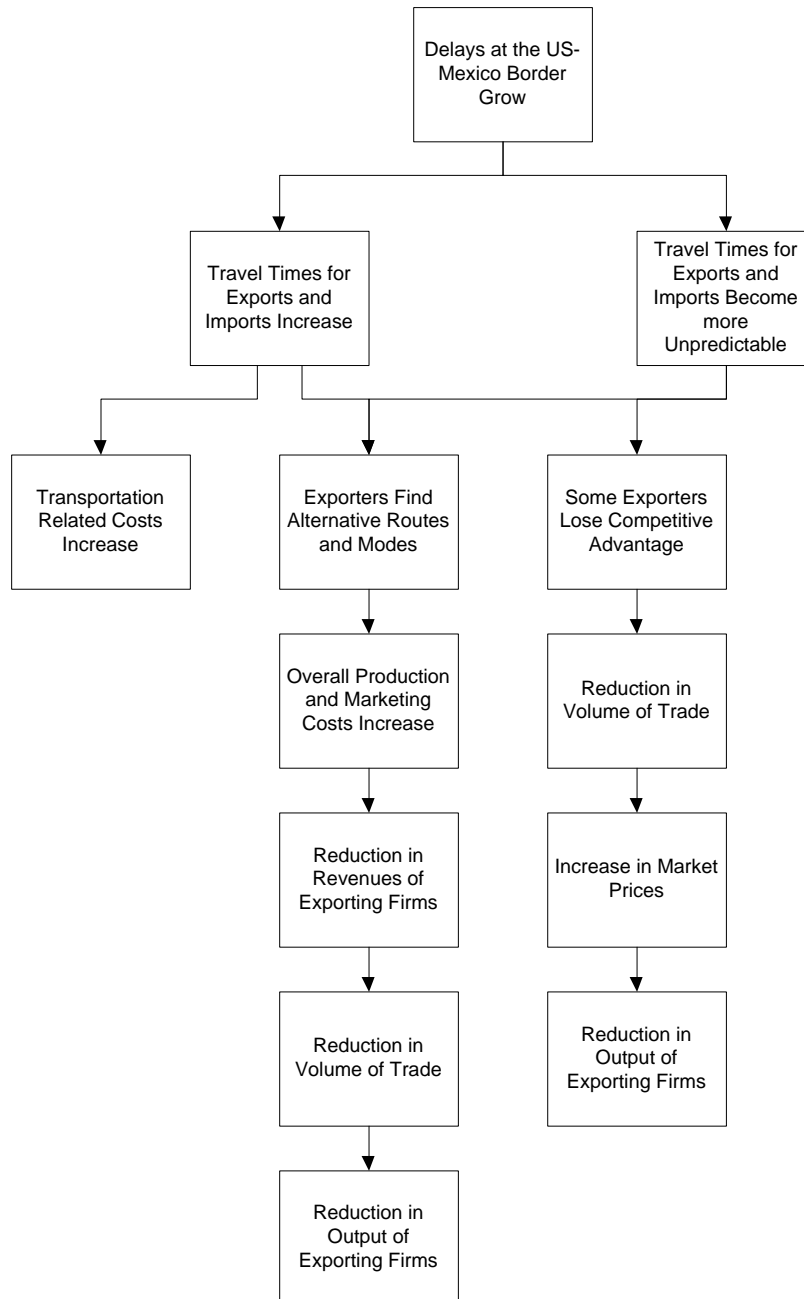 Delays at the US-
Mexico Border
Grow
Travel Times for
Exports and
Imports Increase
Travel Times for
Exports and
Imports Become
more
Unpredictable
Transportation
Related Costs
Increase
Exporters Find
Alternative Routes
and Modes
Some Exporters
Lose Competitive
Advantage
Overall Production
and Marketing
Costs Increase
Reduction in
Volume of Trade
Reduction in
Revenues of
Exporting Firms
Increase in Market
Prices
Reduction in
Volume of Trade
Reduction in
Output of
Exporting Firms
Reduction in
Output of
Exporting Firms